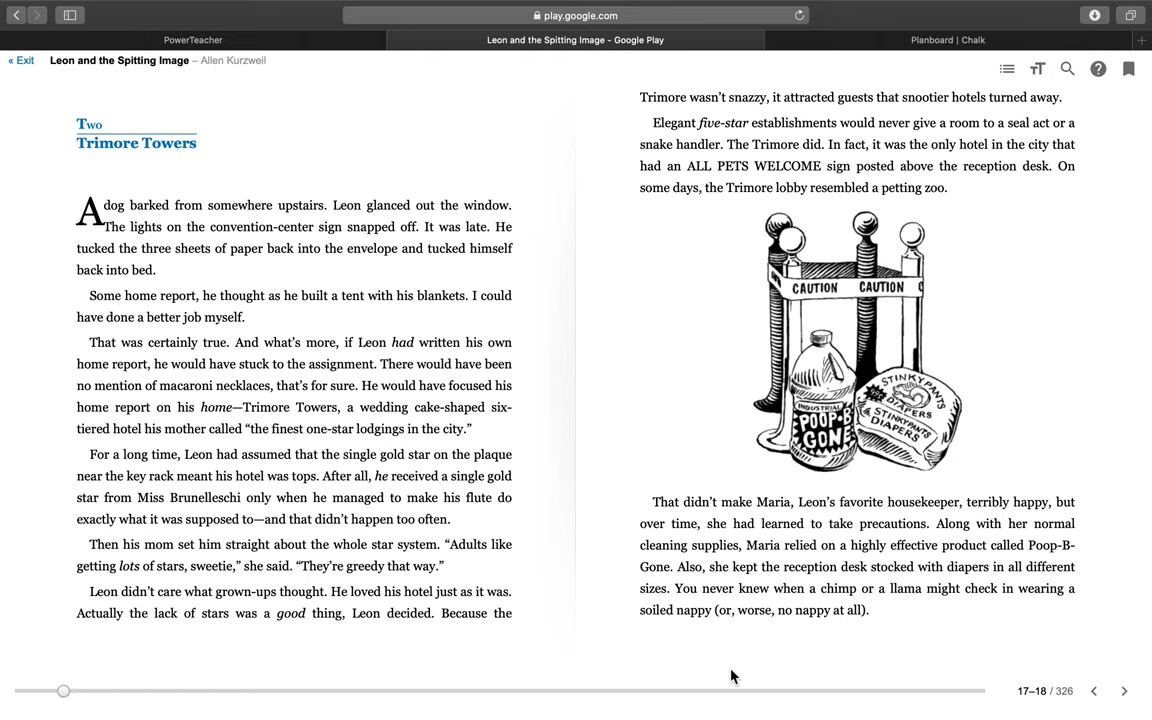 play.google.com
PowerTeacher
Leon and the Spitting Image - Google Play
Planboard | Chalk
« Exit Leon and the Spitting Image – Allen Kurzweil
Two
Trimore Towers
A dog barked from somewhere upstairs. Leon glanced out the window.
The lights on the convention-center sign snapped off. It was late. He
tucked the three sheets of paper back into the envelope and tucked himself
back into bed.
Some home report, he thought as he built a tent with his blankets. I could
have done a better job myself.
That was certainly true. And what's more, if Leon had written his own
home report, he would have stuck to the assignment. There would have been
no mention of macaroni necklaces, that's for sure. He would have focused his
home report on his home—Trimore Towers, a wedding cake-shaped six-
tiered hotel his mother called “the finest one-star lodgings in the city.”
For a long time, Leon had assumed that the single gold star on the plaque
near the key rack meant his hotel was tops. After all, he received a single gold
star from Miss Brunelleschi only when he managed to make his flute do
exactly what it was supposed to—and that didn't happen too often.
Then his mom set him straight about the whole star system. “Adults like
getting lots of stars, sweetie,” she said. “They're greedy that way.”
Leon didn't care what grown-ups thought. He loved his hotel just as it was.
Actually the lack of stars was a good thing, Leon decided. Because the
Trimore wasn't snazzy, it attracted guests that snootier hotels turned away.
Elegant five-star establishments would never give a room to a seal act or a
snake handler. The Trimore did. In fact, it was the only hotel in the city that
had an ALL PETS WELCOME sign posted above the reception desk. On
some days, the Trimore lobby resembled a petting zoo.
CAUTION CAUTION
STINKY PANTS
DIAPERS
STINKYPANTS
DIAPERS
INDUSTRIAL
POOP-B
GONE
That didn't make Maria, Leon's favorite housekeeper, terribly happy, but
over time, she had learned to take precautions. Along with her normal
cleaning supplies, Maria relied on a highly effective product called Poop-B-
Gone. Also, she kept the reception desk stocked with diapers in all different
sizes. You never knew when a chimp or a llama might check in wearing a
soiled nappy (or, worse, no nappy at all).
17–18 / 326